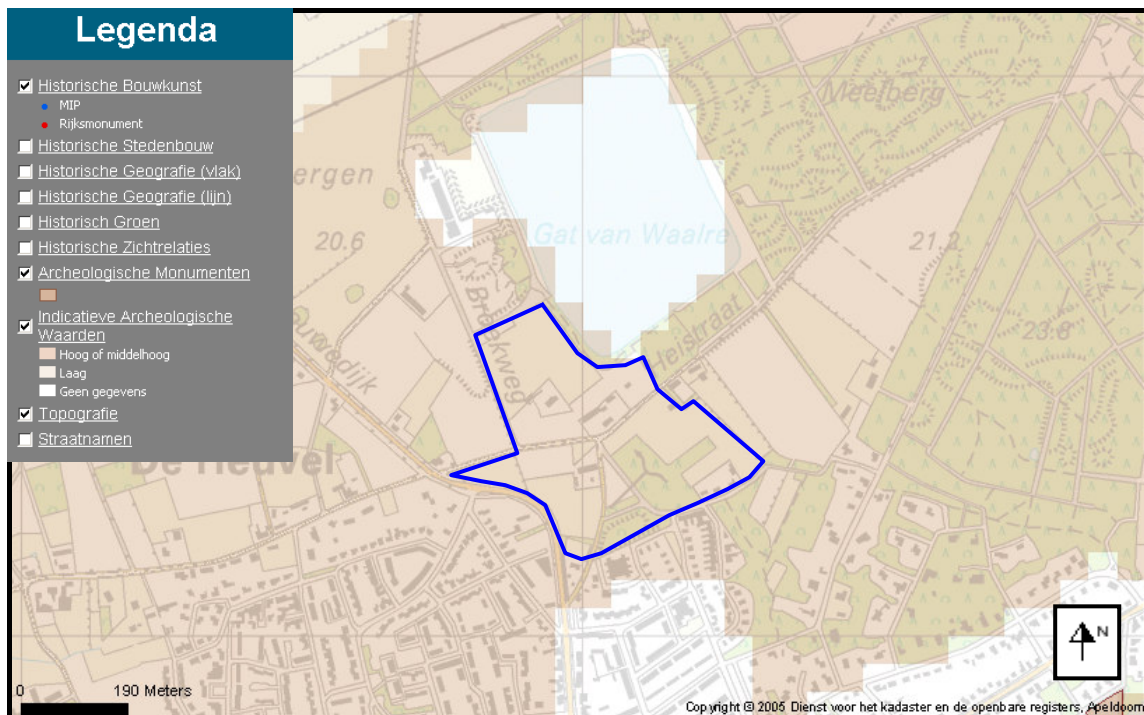 Legenda
Historische Bouwkunst
MIP
Rijksmonument
Historische Stedenbouw
Historische Geografie (vlak)
Historische Geografie (lijn)
Historisch Groen
Historische Zichtrelaties
Archeologische Monumenten
Indicatieve Archeologische
Waarden
Hoog of middelhoog
Laag
Geen gegevens
Topografie
Straatnamen
Meelberg
ergen
20.6
Gat van Waalre
21.2
Broekweg
Heistraat
23.8
uwedijk
De Heuvel
N
0 190 Meters
Copyright © 2005 Dienst voor het kadaster en de openbare registers, Apeldoorn